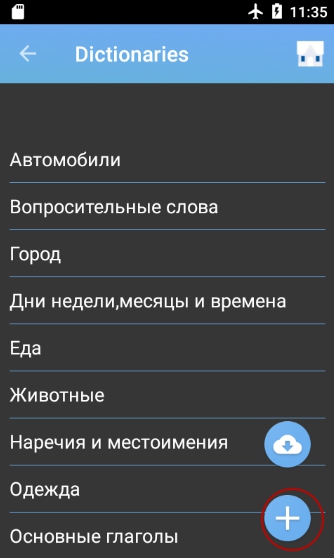 11:35
Dictionaries
Автомобили
Вопросительные слова
Город
Дни недели,месяцы и времена
Еда
Животные
Наречия и местоимения
Одежда
Основные глаголы